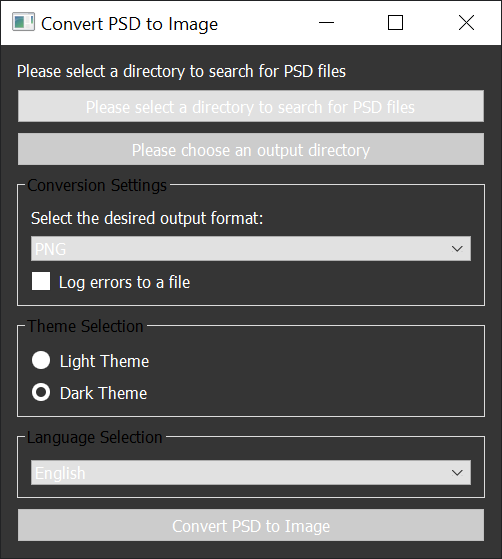 Convert PSD to Image
Please select a directory to search for PSD files
Please select a directory to search for PSD files
Please choose an output directory
Conversion Settings
Select the desired output format:
PNG
Log errors to a file
Theme Selection
Light Theme
Dark Theme
Language Selection
English
Convert PSD to Image